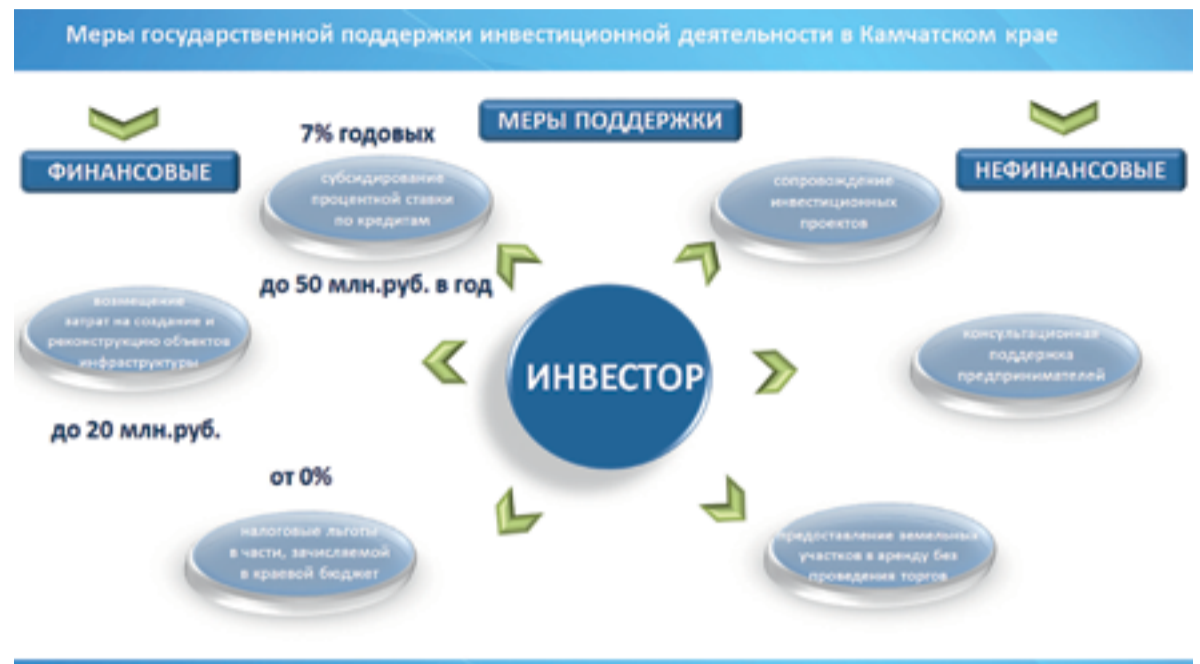 Меры государственной поддержки инвестиционной деятельности в Камчатском крае
МЕРЫ ПОДДЕРЖКИ
ФИНАНСОВЫЕ
НЕФИНАНСОВЫЕ
7% годовых
субсидирование
процентной ставки
по кредитам
до 50 млн.руб. в год
возмещение
затрат на создание и
реконструкцию объектов
инфраструктуры
до 20 млн.руб.
от 0%
налоговые льготы
в части, зачисляемой
в краевой бюджет
ИНВЕСТОР
сопровождение
инвестиционных
проектов
консультационная
поддержка
предпринимателей
предоставление земельных
участков в аренду без
проведения торгов